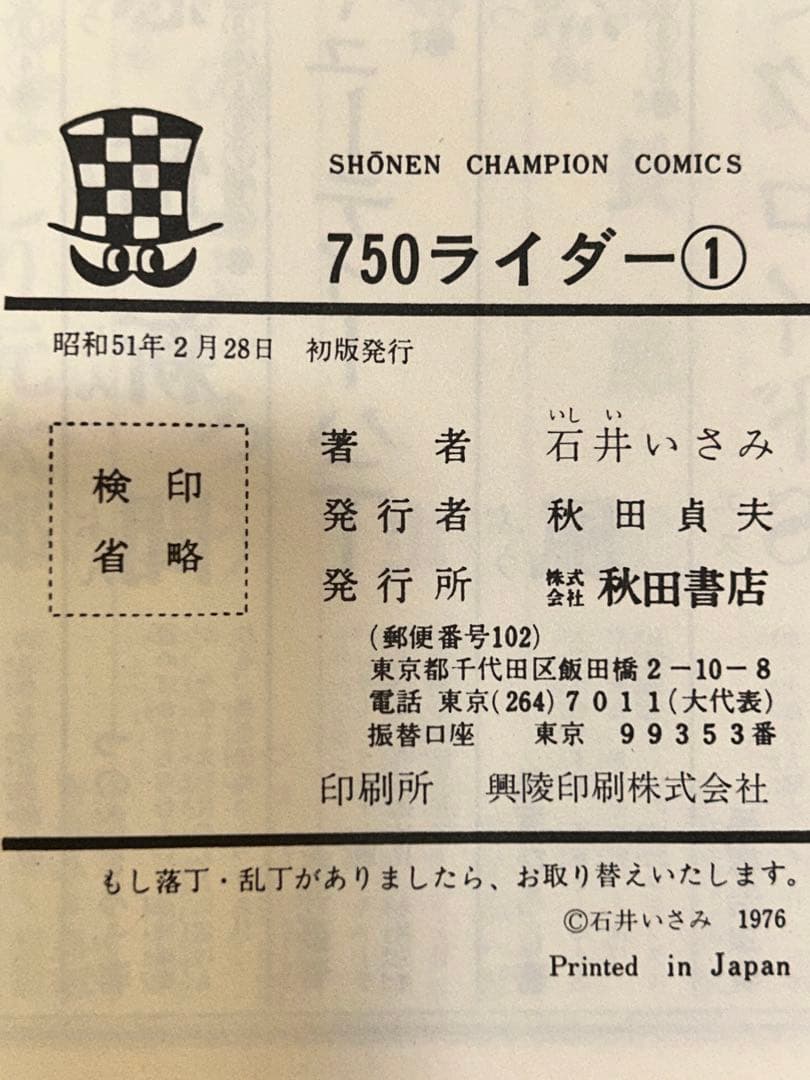 SHŌNEN CHAMPION COMICS
750ライダー①
昭和51年2月28日 初版発行
検印
省略
いし い
著者 石井いさみ
発行者 秋田貞夫
発行所 株式会社 秋田書店
(郵便番号102)
東京都千代田区飯田橋2-10-8
電話 東京(264)7011(大代表)
振替口座 東京 99353番
印刷所 興陵印刷株式会社
もし落丁・乱丁がありましたら、お取り替えいたします。
©石井いさみ 1976
Printed in Japan